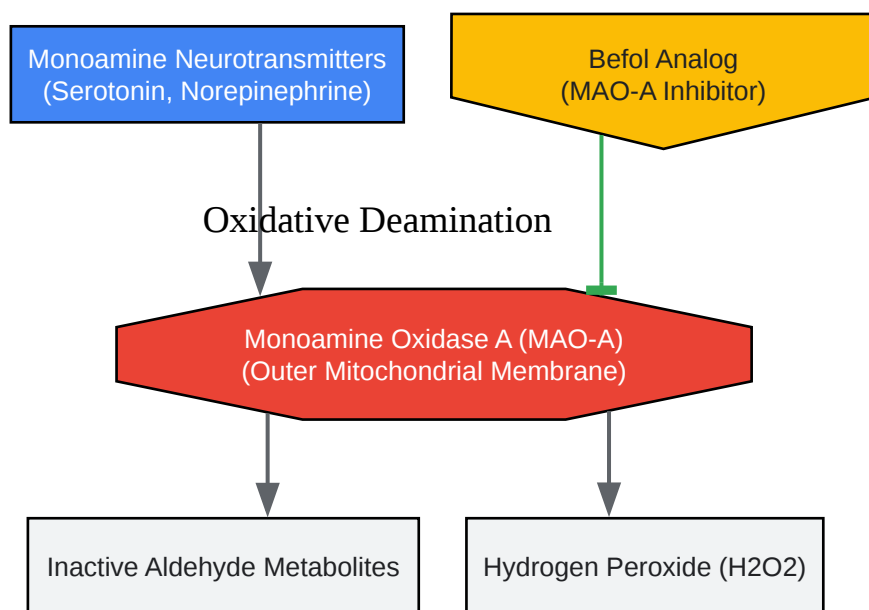 Monoamine Neurotransmitters
(Serotonin, Norepinephrine)
Befol Analog
(MAO-A Inhibitor)
Oxidative Deamination
Monoamine Oxidase A (MAO-A)
(Outer Mitochondrial Membrane)
Inactive Aldehyde Metabolites
Hydrogen Peroxide (H2O2)